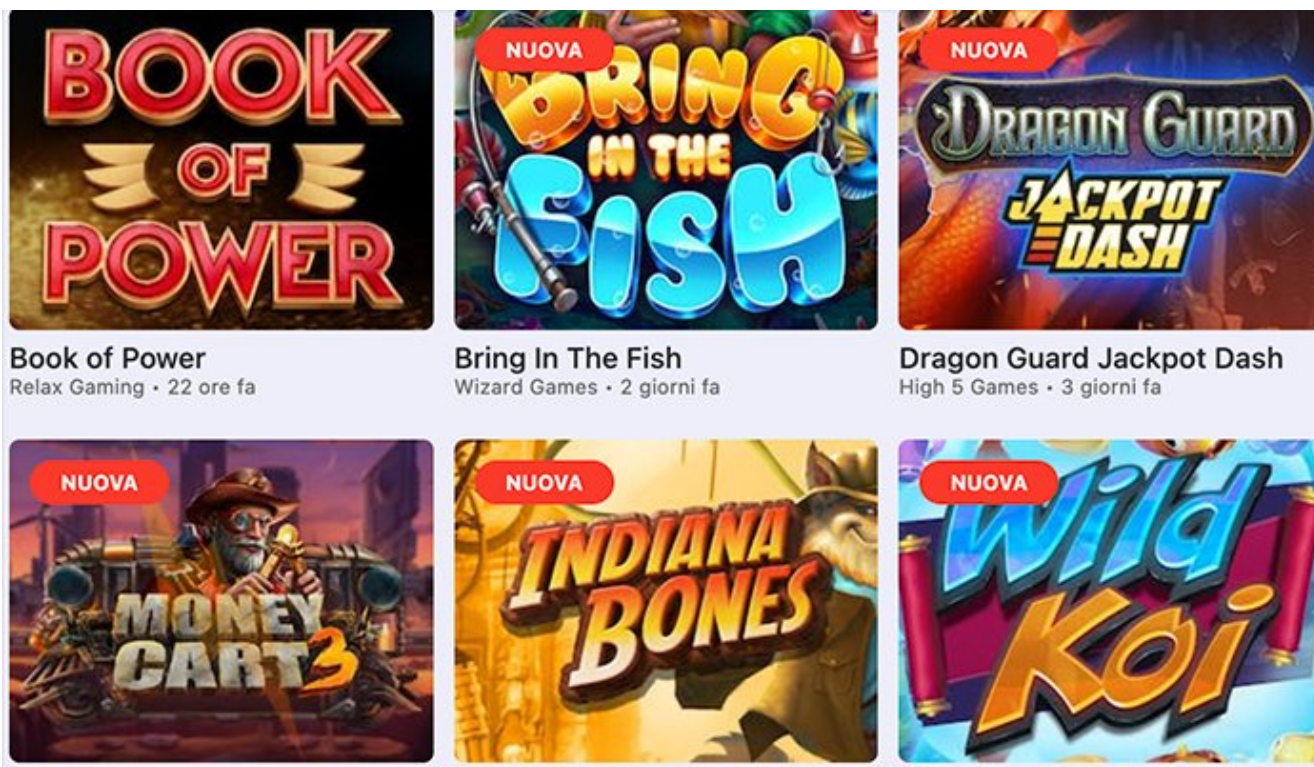 BOOK
OF
POWER
NUOVA
BRING
IN THE
FISH
NUOVA
DRAGON GUARD
JACKPOT
DASH
Book of Power
Relax Gaming • 22 ore fa
Bring In The Fish
Wizard Games • 2 giorni fa
Dragon Guard Jackpot Dash
High 5 Games • 3 giorni fa
NUOVA
MONEY
CART 3
NUOVA
INDIANA
BONES
NUOVA
Wild
Koi